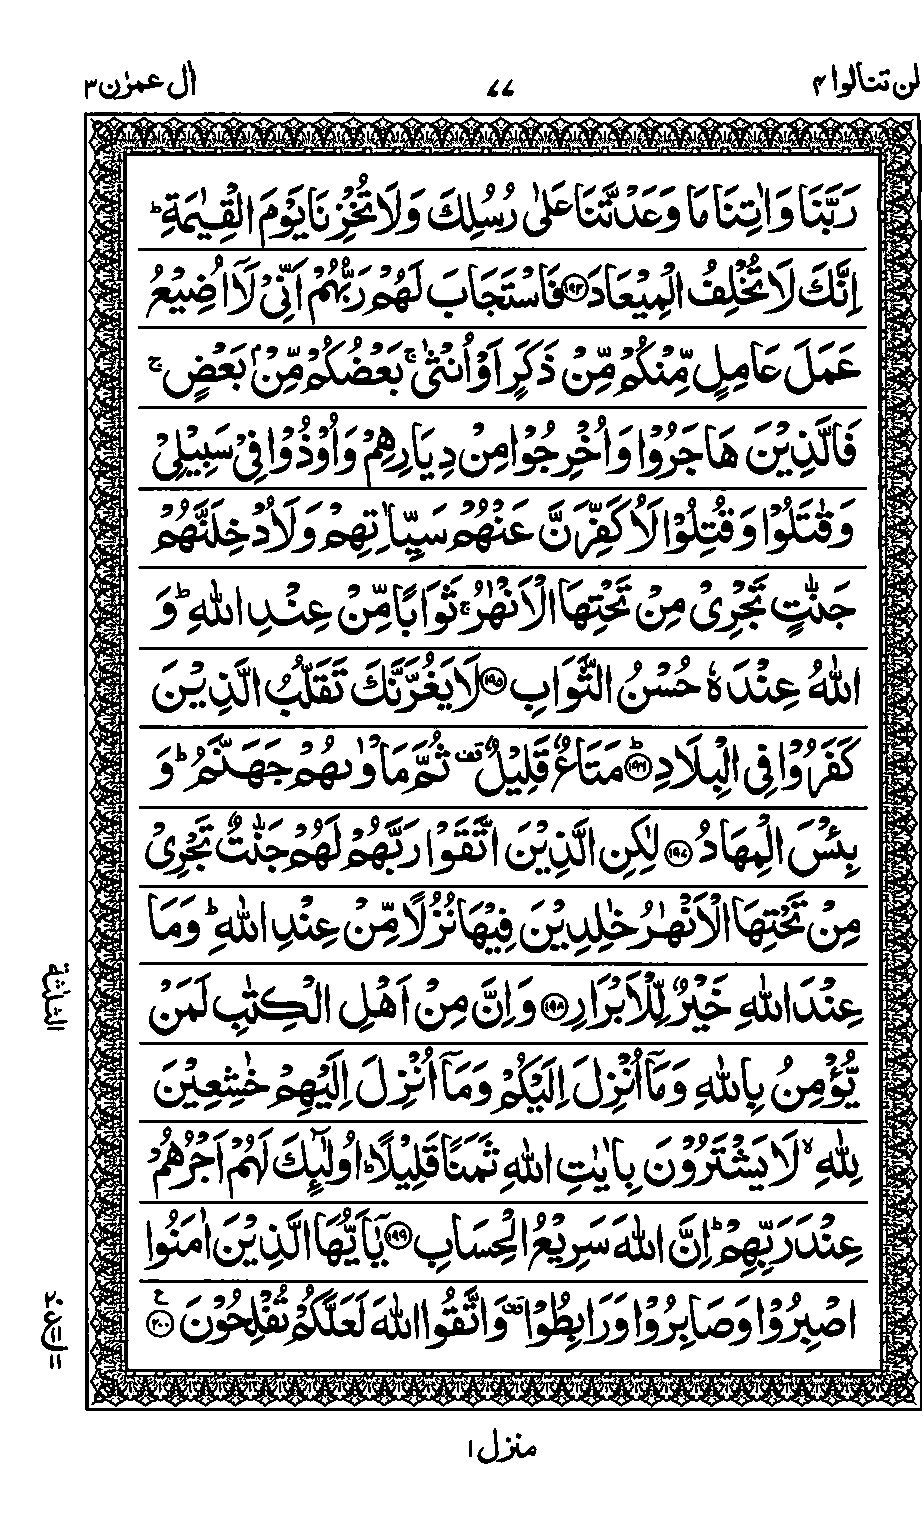 لن تنالوا ۴
۷۷
اٰل عمرٰن ۳
رَبَّنَا وَاٰتِنَا مَا وَعَدْتَّنَا عَلٰى رُسُلِكَ وَلَا تُخْزِنَا يَوْمَ الْقِيٰمَةِ ؕ
اِنَّكَ لَا تُخْلِفُ الْمِيْعَادَ ﴿۱۹۴﴾ فَاسْتَجَابَ لَهُمْ رَبُّهُمْ اَنِّىْ لَاۤ اُضِيْعُ
عَمَلَ عَامِلٍ مِّنْكُمْ مِّنْ ذَكَرٍ اَوْ اُنْثٰى ۚ بَعْضُكُمْ مِّنْۢ بَعْضٍ ۚ
فَالَّذِيْنَ هَاجَرُوْا وَاُخْرِجُوْا مِنْ دِيَارِهِمْ وَاُوْذُوْا فِىْ سَبِيْلِىْ
وَقٰتَلُوْا وَقُتِلُوْا لَاُكَفِّرَنَّ عَنْهُمْ سَيِّاٰتِهِمْ وَلَاُدْخِلَنَّهُمْ
جَنّٰتٍ تَجْرِىْ مِنْ تَحْتِهَا الْاَنْهٰرُ ۚ ثَوَابًا مِّنْ عِنْدِ اللّٰهِ ؕ وَ
اللّٰهُ عِنْدَهٗ حُسْنُ الثَّوَابِ ﴿۱۹۵﴾ لَا يَغُرَّنَّكَ تَقَلُّبُ الَّذِيْنَ
كَفَرُوْا فِى الْبِلَادِ ؕ﴿۱۹۶﴾ مَتَاعٌ قَلِيْلٌ ۟ ثُمَّ مَاْوٰىهُمْ جَهَنَّمُ ؕ وَ
بِئْسَ الْمِهَادُ ﴿۱۹۷﴾ لٰكِنِ الَّذِيْنَ اتَّقَوْا رَبَّهُمْ لَهُمْ جَنّٰتٌ تَجْرِىْ
مِنْ تَحْتِهَا الْاَنْهٰرُ خٰلِدِيْنَ فِيْهَا نُزُلًا مِّنْ عِنْدِ اللّٰهِ ؕ وَمَا
عِنْدَ اللّٰهِ خَيْرٌ لِّلْاَبْرَارِ ﴿۱۹۸﴾ وَاِنَّ مِنْ اَهْلِ الْكِتٰبِ لَمَنْ
يُّؤْمِنُ بِاللّٰهِ وَمَاۤ اُنْزِلَ اِلَيْكُمْ وَمَاۤ اُنْزِلَ اِلَيْهِمْ خٰشِعِيْنَ
لِلّٰهِ ۙ لَا يَشْتَرُوْنَ بِاٰيٰتِ اللّٰهِ ثَمَنًا قَلِيْلًا ؕ اُولٰٓئِكَ لَهُمْ اَجْرُهُمْ
عِنْدَ رَبِّهِمْ ؕ اِنَّ اللّٰهَ سَرِيْعُ الْحِسَابِ ﴿۱۹۹﴾ يٰۤاَيُّهَا الَّذِيْنَ اٰمَنُوا
اصْبِرُوْا وَصَابِرُوْا وَرَابِطُوْا ۟ وَاتَّقُوا اللّٰهَ لَعَلَّكُمْ تُفْلِحُوْنَ ﴿۲۰۰﴾
الثلٰثة
منزل ۱